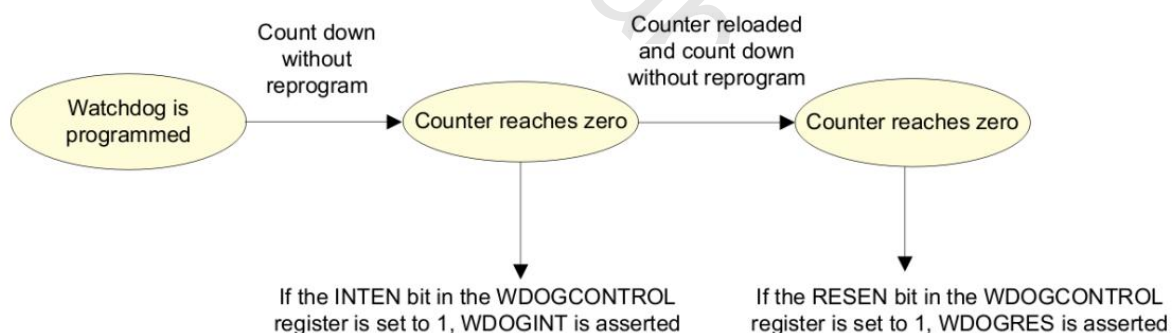 Count down
without
reprogram
Counter reloaded
and count down
without reprogram
Watchdog is
programmed
Counter reaches zero
Counter reaches zero
If the INTEN bit in the WDOGCONTROL
register is set to 1, WDOGINT is asserted
If the RESEN bit in the WDOGCONTROL
register is set to 1, WDOGRES is asserted